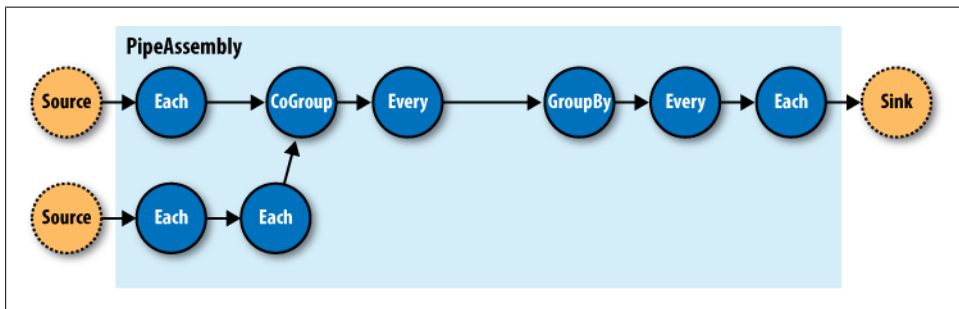 PipeAssembly
Source
Each
CoGroup
Every
GroupBy
Every
Each
Sink
Source
Each
Each